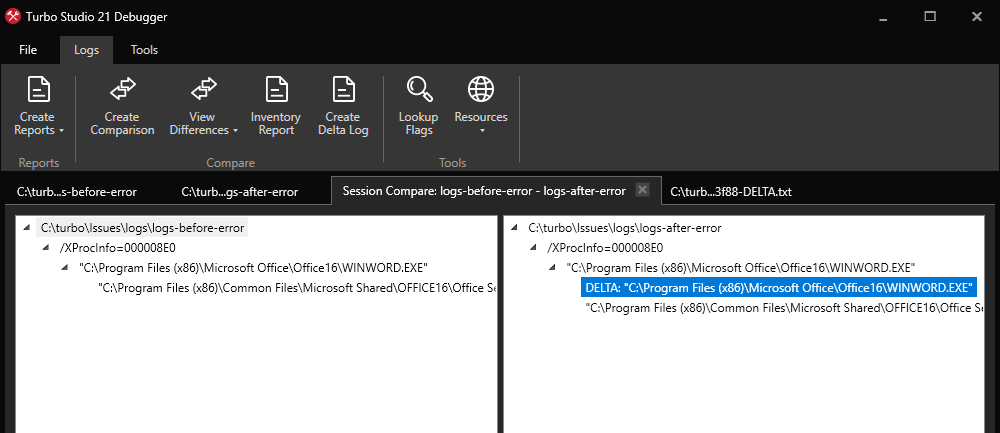 Turbo Studio 21 Debugger
File Logs Tools
Create Reports
Create Comparison
View Differences
Inventory Report
Create Delta Log
Lookup Flags
Resources
Reports Compare Tools
C:\turb...s-before-error C:\turb...gs-after-error Session Compare: logs-before-error - logs-after-error C:\turb...3f88-DELTA.txt
C:\turbo\Issues\logs\logs-before-error
/XProcInfo=000008E0
"C:\Program Files (x86)\Microsoft Office\Office16\WINWORD.EXE"
"C:\Program Files (x86)\Common Files\Microsoft Shared\OFFICE16\Office Se
C:\turbo\Issues\logs\logs-after-error
/XProcInfo=000008E0
"C:\Program Files (x86)\Microsoft Office\Office16\WINWORD.EXE"
DELTA: "C:\Program Files (x86)\Microsoft Office\Office16\WINWORD.EXE"
"C:\Program Files (x86)\Common Files\Microsoft Shared\OFFICE16\Office Se